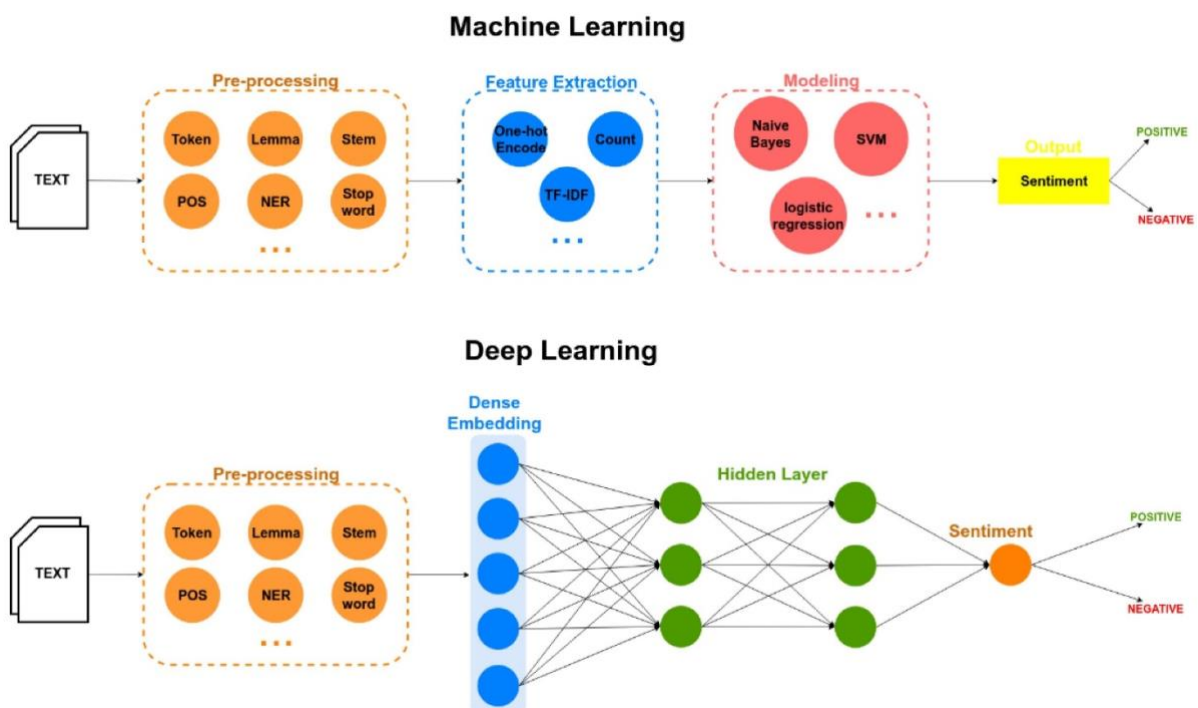 Machine Learning
Pre-processing
Feature Extraction
Modeling
Token
Lemma
Stem
One-hot
Encode
Count
Naive
Bayes
SVM
POSITIVE
Output
TEXT
POS
NER
Stop
word
TF-IDF
Sentiment
logistic
regression
...
...
...
NEGATIVE
Deep Learning
Dense
Embedding
Pre-processing
Hidden Layer
Token
Lemma
Stem
POSITIVE
Sentiment
TEXT
POS
NER
Stop
word
NEGATIVE
...